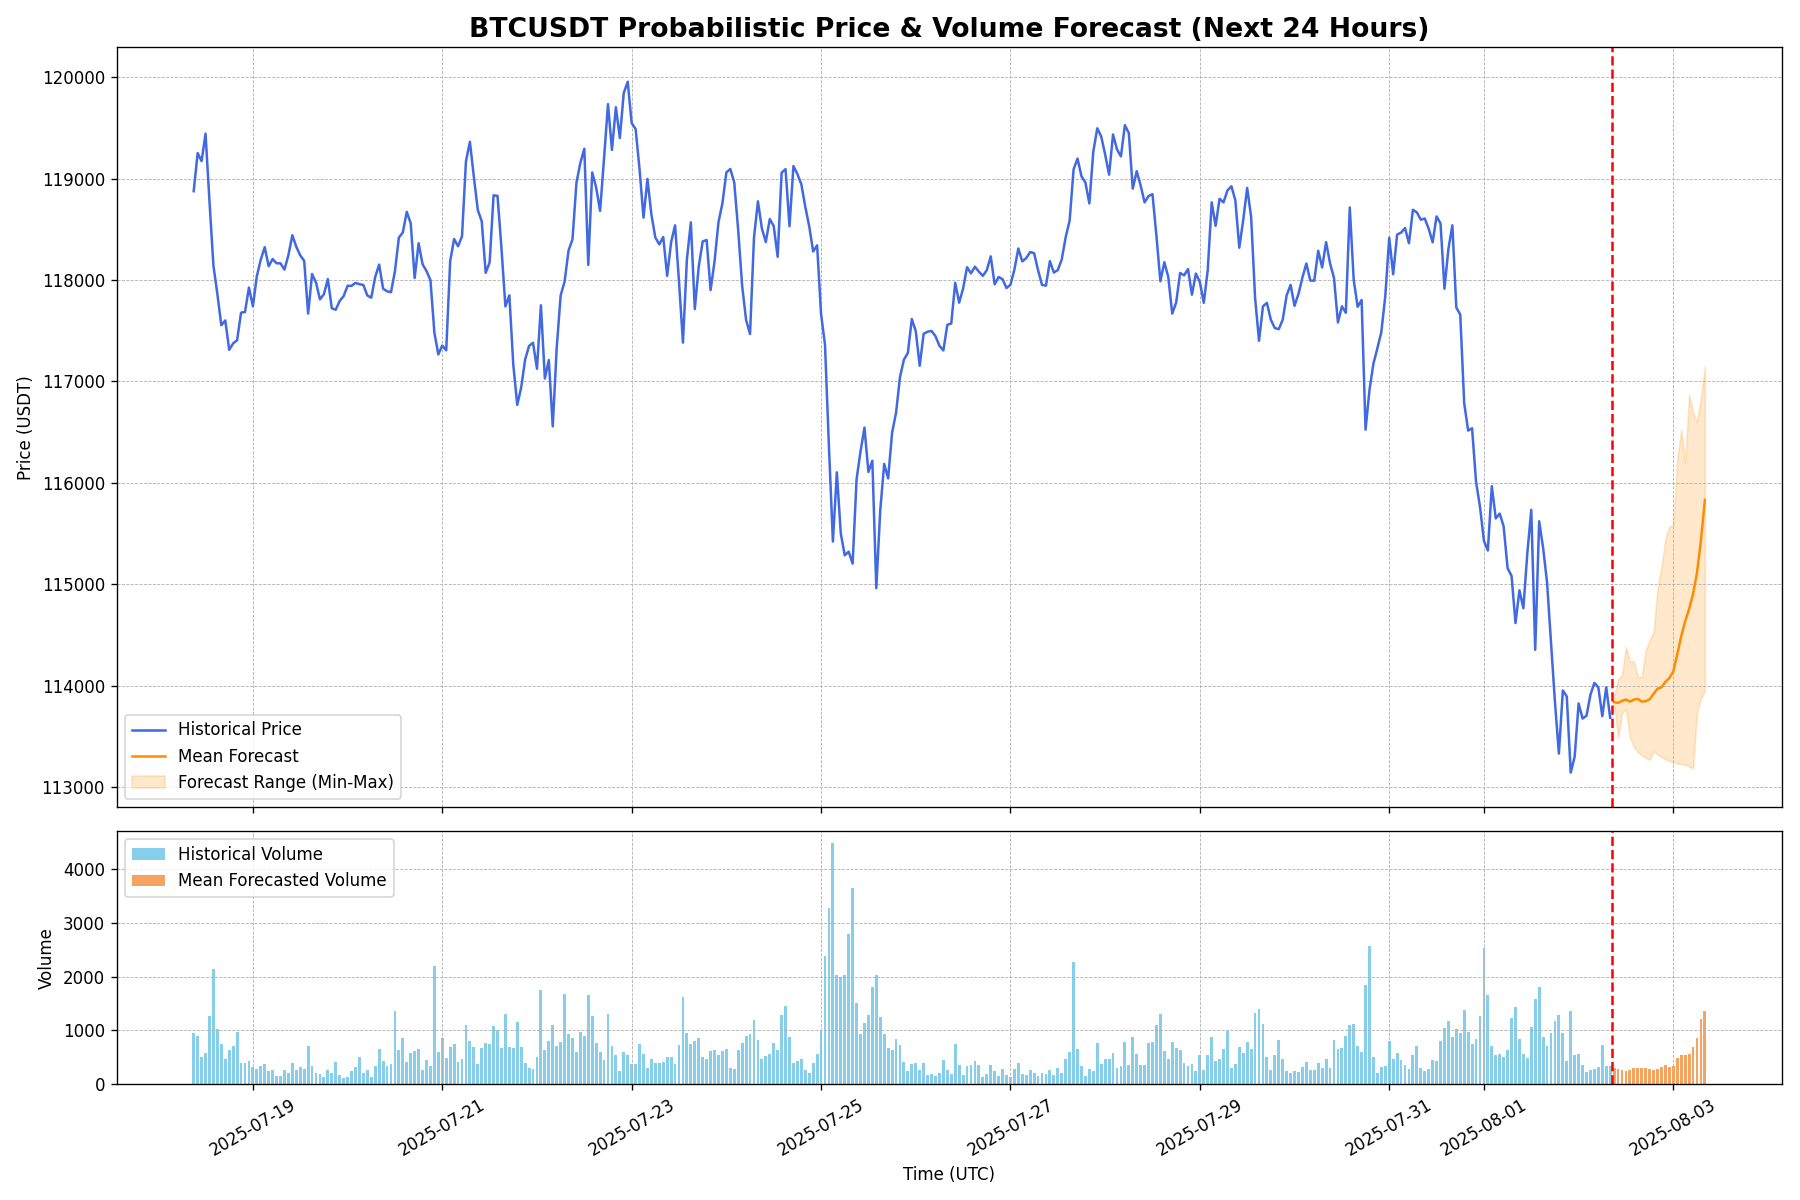 BTCUSDT Probabilistic Price & Volume Forecast (Next 24 Hours)
120000
119000
118000
117000
116000
115000
114000
113000
Price (USDT)
Historical Price
Mean Forecast
Forecast Range (Min-Max)
Historical Volume
Mean Forecasted Volume
4000
3000
2000
1000
0
Volume
2025-07-19
2025-07-21
2025-07-23
2025-07-25
2025-07-27
2025-07-29
2025-07-31
2025-08-01
2025-08-03
Time (UTC)